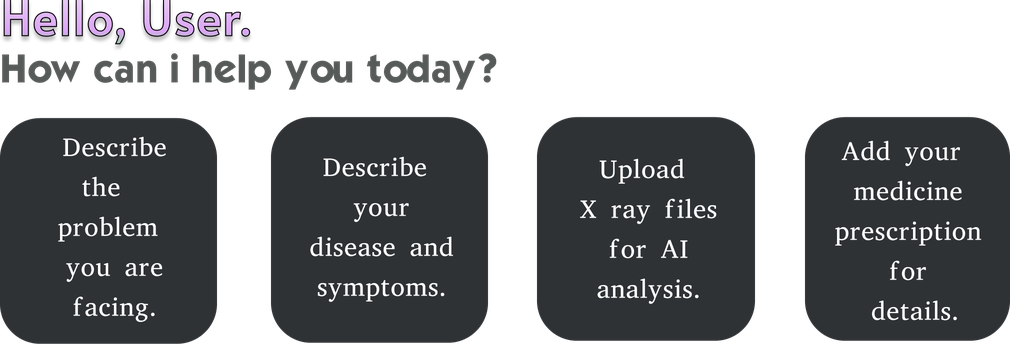 Hello, User.
How can i help you today?
Describe
the
problem
you are
facing.
Describe
your
disease and
symptoms.
Upload
X ray files
for AI
analysis.
Add your
medicine
prescription
for
details.